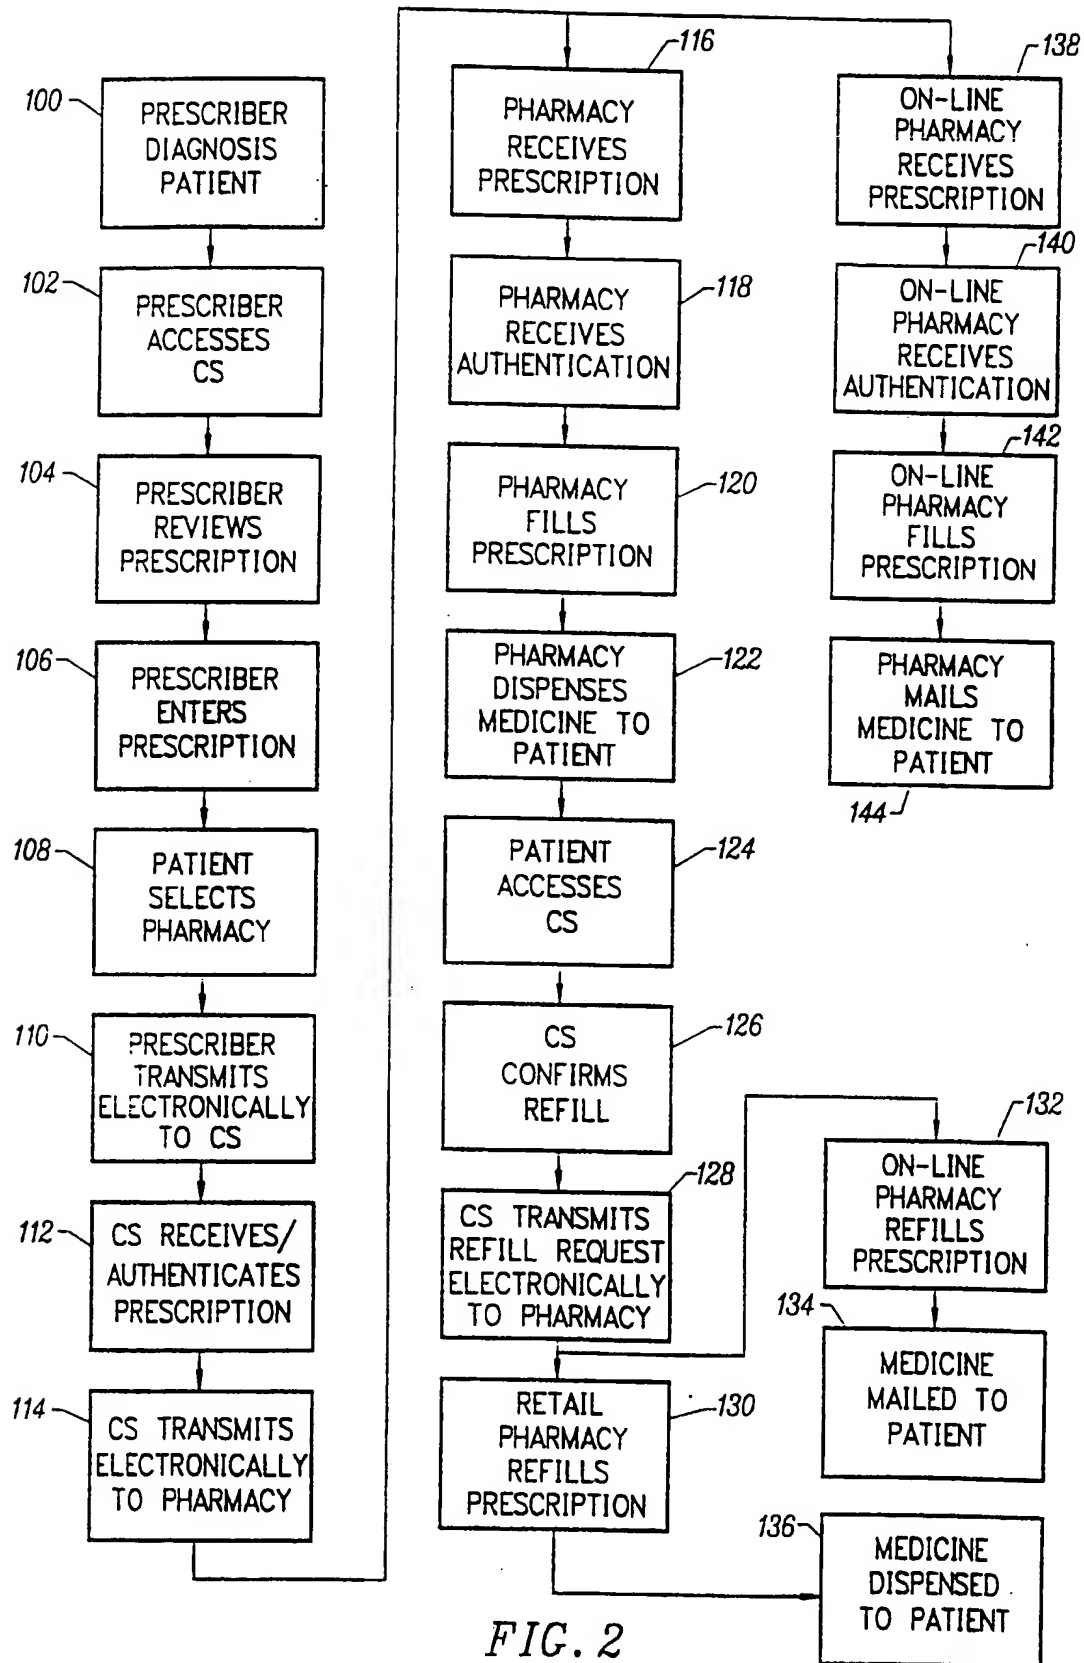 100
PRESCRIBER
DIAGNOSIS
PATIENT
102
PRESCRIBER
ACCESSES
CS
104
PRESCRIBER
REVIEWS
PRESCRIPTION
106
PRESCRIBER
ENTERS
PRESCRIPTION
108
PATIENT
SELECTS
PHARMACY
110
PRESCRIBER
TRANSMITS
ELECTRONICALLY
TO CS
112
CS RECEIVES/
AUTHENTICATES
PRESCRIPTION
114
CS TRANSMITS
ELECTRONICALLY
TO PHARMACY
116
PHARMACY
RECEIVES
PRESCRIPTION
118
PHARMACY
RECEIVES
AUTHENTICATION
120
PHARMACY
FILLS
PRESCRIPTION
122
PHARMACY
DISPENSES
MEDICINE TO
PATIENT
124
PATIENT
ACCESSES
CS
126
CS
CONFIRMS
REFILL
128
CS TRANSMITS
REFILL REQUEST
ELECTRONICALLY
TO PHARMACY
130
RETAIL
PHARMACY
REFILLS
PRESCRIPTION
138
ON-LINE
PHARMACY
RECEIVES
PRESCRIPTION
140
ON-LINE
PHARMACY
RECEIVES
AUTHENTICATION
142
ON-LINE
PHARMACY
FILLS
PRESCRIPTION
PHARMACY
MAILS
MEDICINE TO
PATIENT
144
132
ON-LINE
PHARMACY
REFILLS
PRESCRIPTION
134
MEDICINE
MAILED TO
PATIENT
136
MEDICINE
DISPENSED
TO PATIENT
FIG. 2